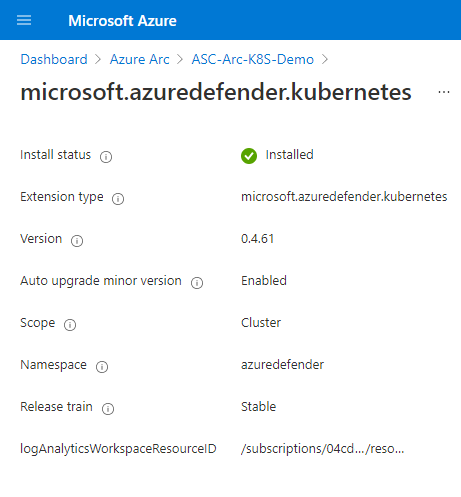 Microsoft Azure
Dashboard > Azure Arc > ASC-Arc-K8S-Demo >
microsoft.azuredefender.kubernetes ...
Install status Installed
Extension type microsoft.azuredefender.kubernetes
Version 0.4.61
Auto upgrade minor version Enabled
Scope Cluster
Namespace azuredefender
Release train Stable
logAnalyticsWorkspaceResourceID /subscriptions/04cd.../reso...